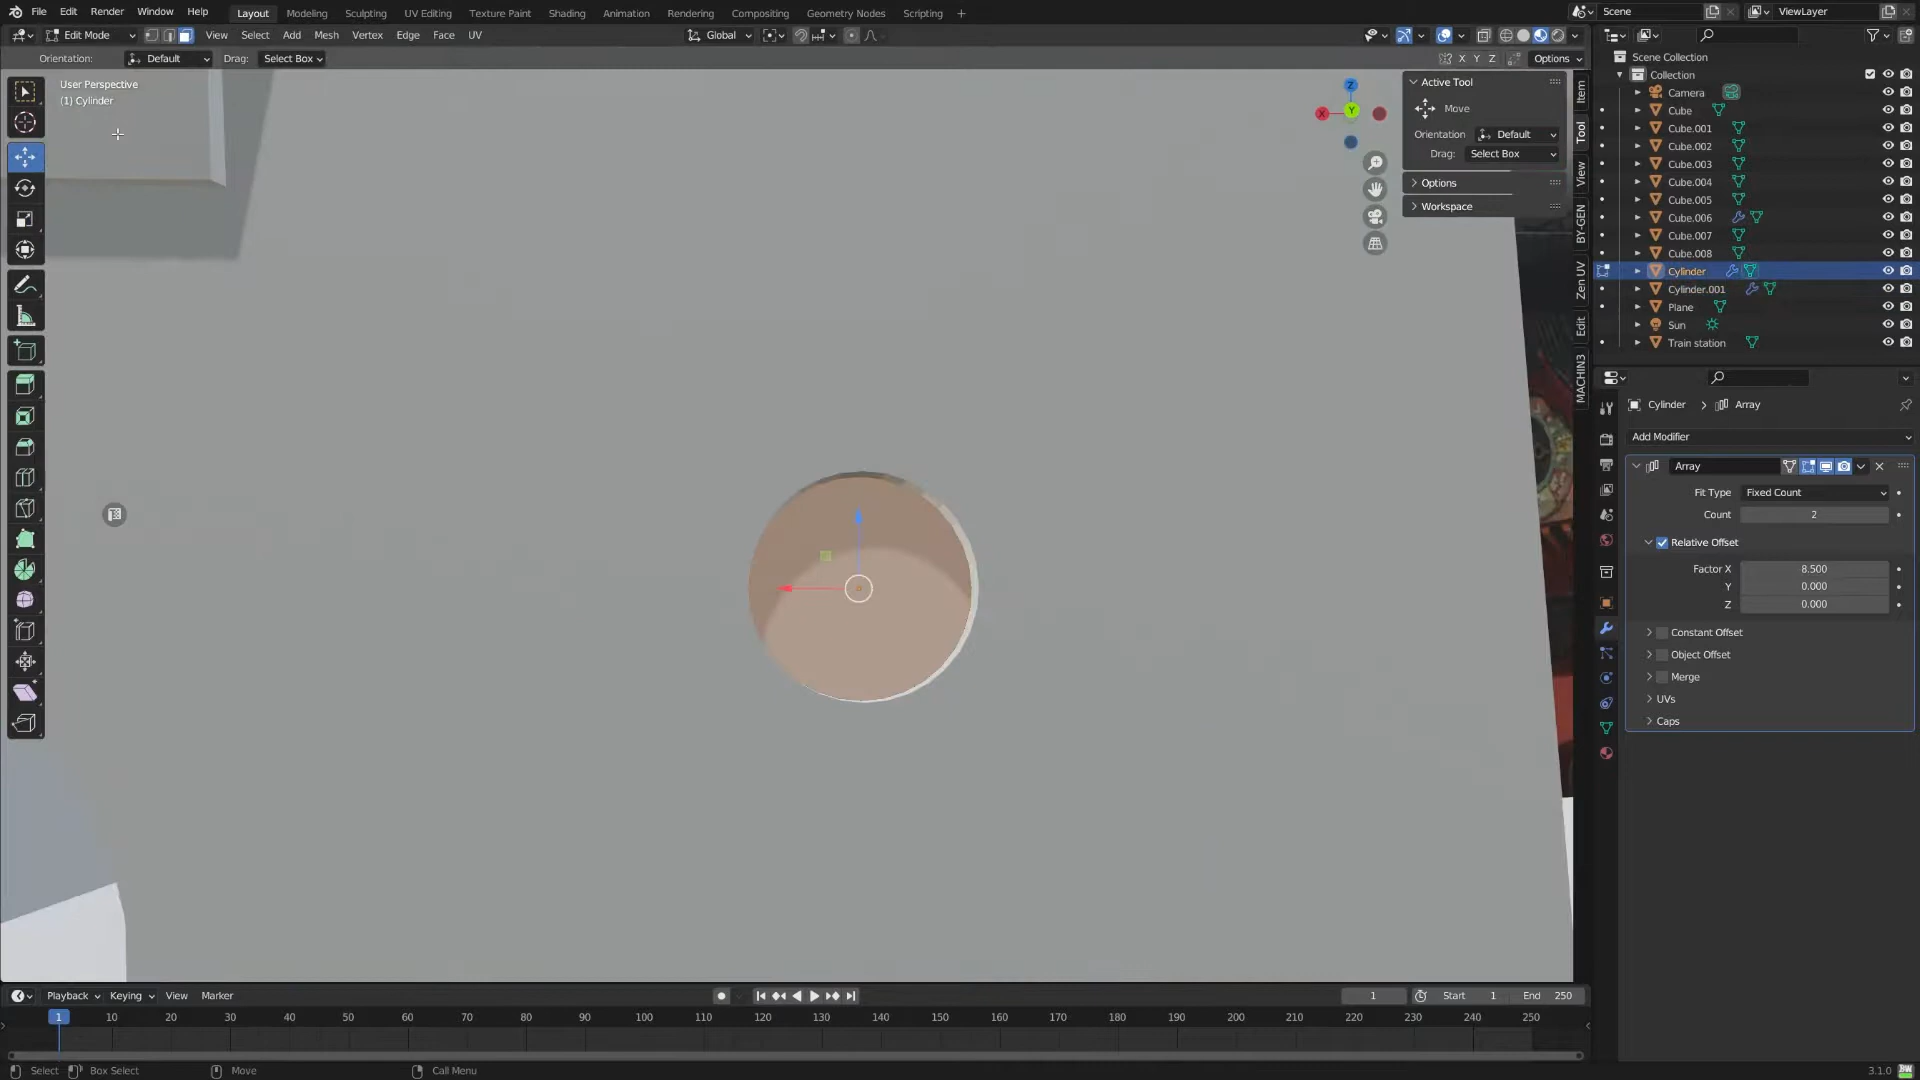 File Edit Render Window Help Layout Modeling Sculpting UV Editing Texture Paint Shading Animation Rendering Compositing Geometry Nodes Scripting + Scene ViewLayer
Edit Mode View Select Add Mesh Vertex Edge Face UV Global
Orientation: Default Drag: Select Box X Y Z Options
User Perspective
(1) Cylinder
Z
X
Y
Active Tool
Move
Orientation Default
Drag: Select Box
Options
Workspace
Item
Tool
View
BY-GEN
Zen UV
Edit
MACHIN3
Scene Collection
Collection
Camera
Cube
Cube.001
Cube.002
Cube.003
Cube.004
Cube.005
Cube.006
Cube.007
Cube.008
Cylinder
Cylinder.001
Plane
Sun
Train station
Cylinder > Array
Add Modifier
Array
Fit Type Fixed Count
Count 2
Relative Offset
Factor X 8.500
Y 0.000
Z 0.000
Constant Offset
Object Offset
Merge
UVs
Caps
Playback Keying View Marker 1 Start 1 End 250
1 10 20 30 40 50 60 70 80 90 100 110 120 130 140 150 160 170 180 190 200 210 220 230 240 250
Select Box Select Move Call Menu 3.1.0